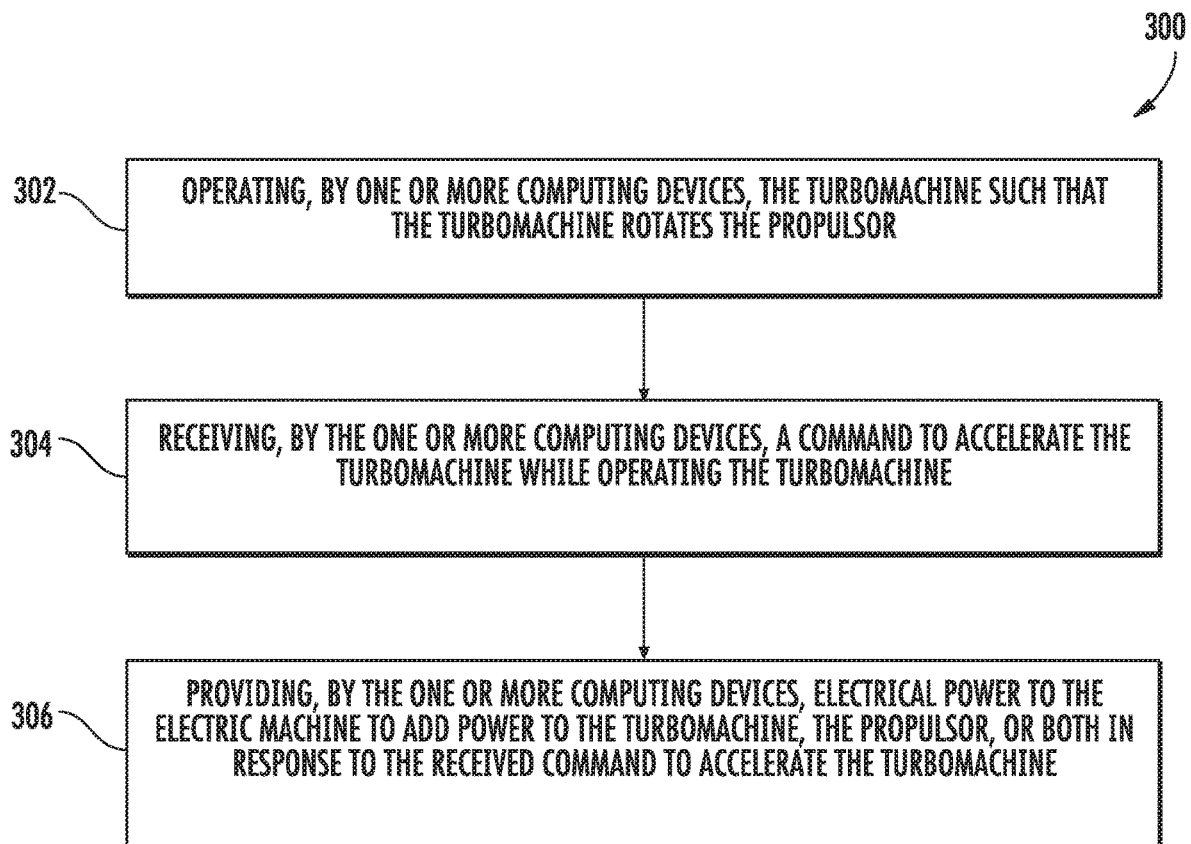 300
302
OPERATING, BY ONE OR MORE COMPUTING DEVICES, THE TURBOMACHINE SUCH THAT
THE TURBOMACHINE ROTATES THE PROPULSOR
304
RECEIVING, BY THE ONE OR MORE COMPUTING DEVICES, A COMMAND TO ACCELERATE THE
TURBOMACHINE WHILE OPERATING THE TURBOMACHINE
306
PROVIDING, BY THE ONE OR MORE COMPUTING DEVICES, ELECTRICAL POWER TO THE
ELECTRIC MACHINE TO ADD POWER TO THE TURBOMACHINE, THE PROPULSOR, OR BOTH IN
RESPONSE TO THE RECEIVED COMMAND TO ACCELERATE THE TURBOMACHINE